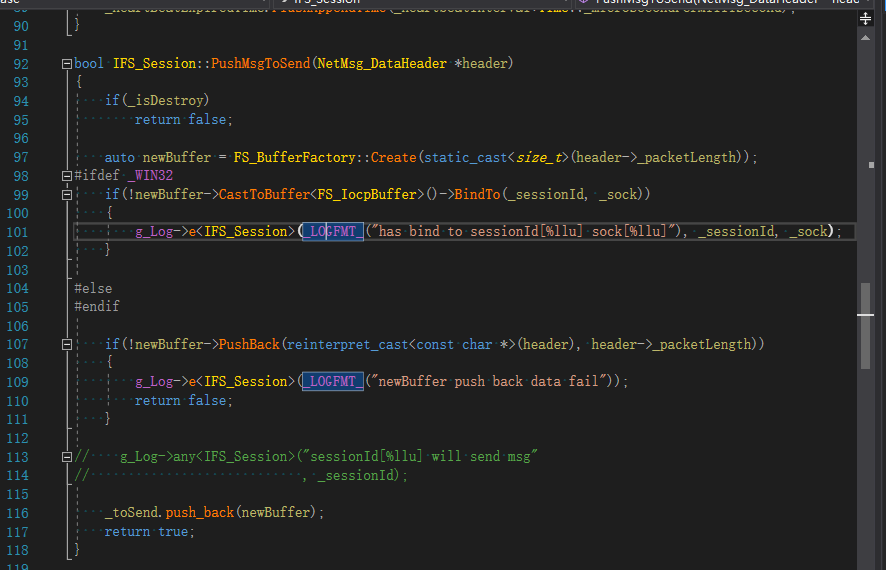 90 }
91
92 bool IFS_Session::PushMsgToSend(NetMsg_DataHeader *header)
93 {
94     if(_isDestroy)
95         return false;
96
97     auto newBuffer = FS_BufferFactory::Create(static_cast<size_t>(header->_packetLength));
98 #ifdef _WIN32
99     if(!newBuffer->CastToBuffer<FS_IocpBuffer>()->BindTo(_sessionId, _sock))
100     {
101         g_Log->e<IFS_Session>(_LOGFMT_("has bind to sessionId[%llu] sock[%llu]"), _sessionId, _sock);
102     }
103
104 #else
105 #endif
106
107     if(!newBuffer->PushBack(reinterpret_cast<const char *>(header), header->_packetLength))
108     {
109         g_Log->e<IFS_Session>(_LOGFMT_("newBuffer push back data fail"));
110         return false;
111     }
112
113 //    g_Log->any<IFS_Session>("sessionId[%llu] will send msg"
114 //                            , _sessionId);
115
116     _toSend.push_back(newBuffer);
117     return true;
118 }
119